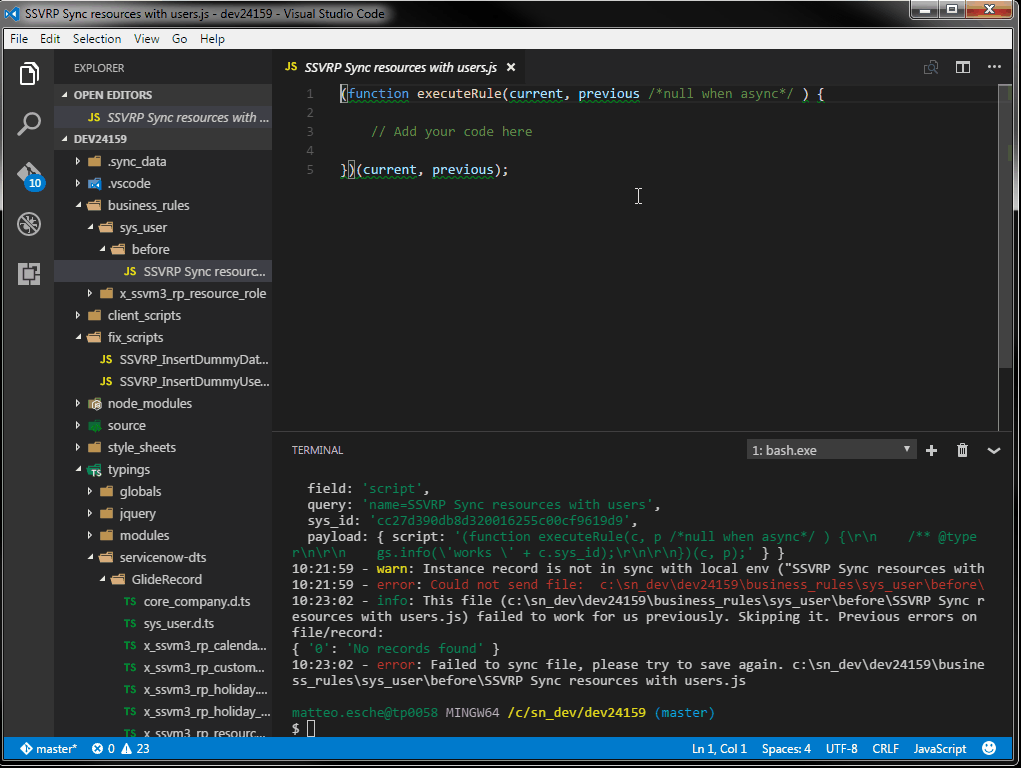 SSVRP Sync resources with users.js - dev24159 - Visual Studio Code
File Edit Selection View Go Help
EXPLORER
OPEN EDITORS
JS SSVRP Sync resources with ...
DEV24159
.sync_data
.vscode
business_rules
sys_user
before
JS SSVRP Sync resourc...
x_ssvm3_rp_resource_role
client_scripts
fix_scripts
JS SSVRP_InsertDummyDat...
JS SSVRP_InsertDummyUse...
node_modules
source
style_sheets
TS typings
globals
jquery
modules
servicenow-dts
GlideRecord
TS core_company.d.ts
TS sys_user.d.ts
TS x_ssvm3_rp_calenda...
TS x_ssvm3_rp_custom...
TS x_ssvm3_rp_holiday....
TS x_ssvm3_rp_holiday_...
TS x_ssvm3_rp_resourc...
10
JS SSVRP Sync resources with users.js
1 (function executeRule(current, previous /*null when async*/ ) {
2
3 // Add your code here
4
5 })(current, previous);
TERMINAL
1: bash.exe
field: 'script',
query: 'name=SSVRP Sync resources with users',
sys_id: 'cc27d390db8d320016255c00cf9619d9',
payload: { script: '(function executeRule(c, p /*null when async*/ ) {\r\n /** @type
r\n\r\n gs.info(\'works \' + c.sys_id);\r\n\r\n})(c, p);' } }
10:21:59 - warn: Instance record is not in sync with local env ("SSVRP Sync resources with
10:21:59 - error: Could not send file: c:\sn_dev\dev24159\business_rules\sys_user\before\
10:23:02 - info: This file (c:\sn_dev\dev24159\business_rules\sys_user\before\SSVRP Sync r
esources with users.js) failed to work for us previously. Skipping it. Previous errors on
file/record:
{ '0': 'No records found' }
10:23:02 - error: Failed to sync file, please try to save again. c:\sn_dev\dev24159\busine
ss_rules\sys_user\before\SSVRP Sync resources with users.js
matteo.esche@tp0058 MINGW64 /c/sn_dev/dev24159 (master)
$
master* 0 23 Ln 1, Col 1 Spaces: 4 UTF-8 CRLF JavaScript